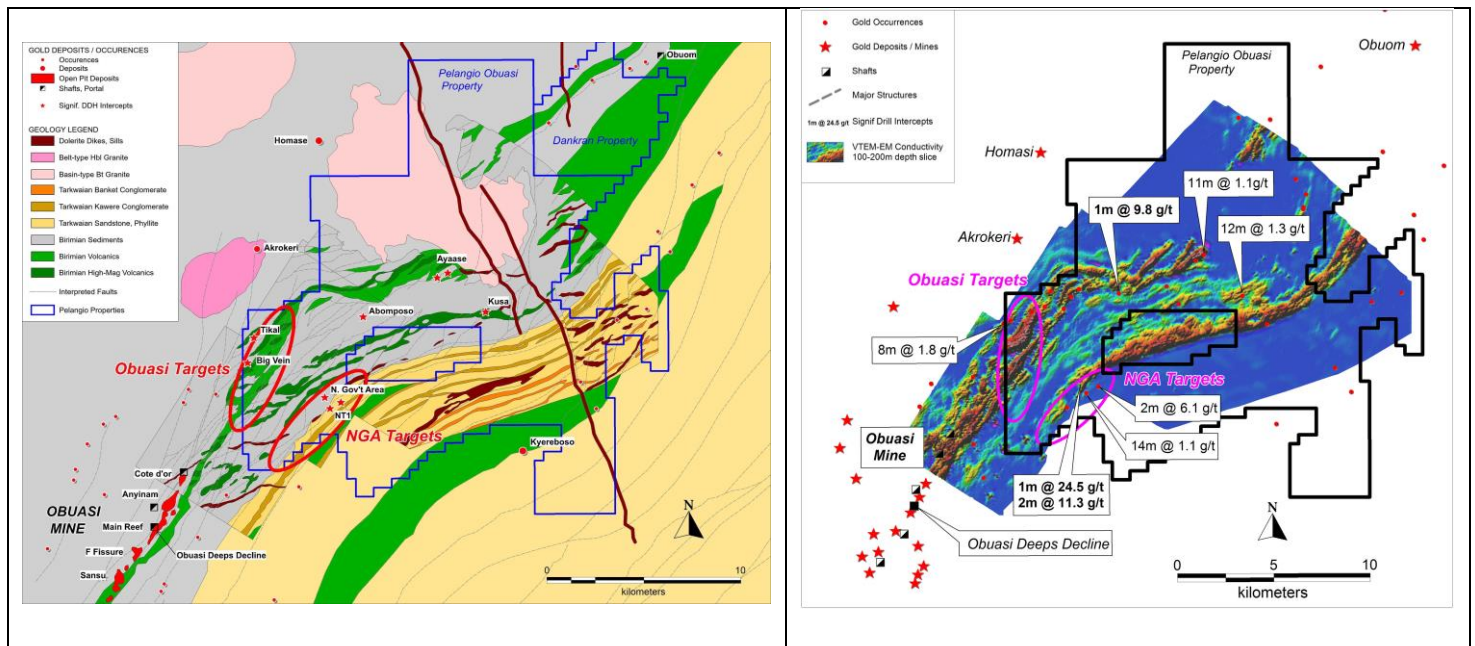 GOLD DEPOSITS / OCCURENCES
Occurences
Deposits
Open Pit Deposits
Shafts, Portal
Signif. DDH Intercepts
GEOLOGY LEGEND
Dolerite Dikes, Sills
Belt-type Hbl Granite
Basin-type Bt Granite
Tarkwaian Banket Conglomerate
Tarkwaian Kawere Conglomerate
Tarkwaian Sandstone, Phyllite
Birimian Sediments
Birimian Volcanics
Birimian High-Mag Volcanics
Interpreted Faults
Pelangio Properties
Obuom
Pelangio Obuasi
Property
Dankran Property
Homase
Akrokeri
Ayaase
Kusa
Abomposo
Tikal
Big Vein
Obuasi Targets
N. Gov't Area
NT1
NGA Targets
Kyereboso
Cote d'or
Anyinam
OBUASI
MINE
Main Reef
F Fissure
Obuasi Deeps Decline
Sansu.
N
0
10
kilometers
Gold Occurrences
Gold Deposits / Mines
Shafts
Major Structures
1m @ 24.5 g/t
Signif Drill Intercepts
VTEM-EM Conductivity
100-200m depth slice
Pelangio Obuasi
Property
Obuom
Homasi
11m @ 1.1g/t
1m @ 9.8 g/t
12m @ 1.3 g/t
Akrokeri
Obuasi Targets
8m @ 1.8 g/t
NGA Targets
2m @ 6.1 g/t
14m @ 1.1 g/t
Obuasi
Mine
1m @ 24.5 g/t
2m @ 11.3 g/t
Obuasi Deeps Decline
N
0
5
10
kilometers